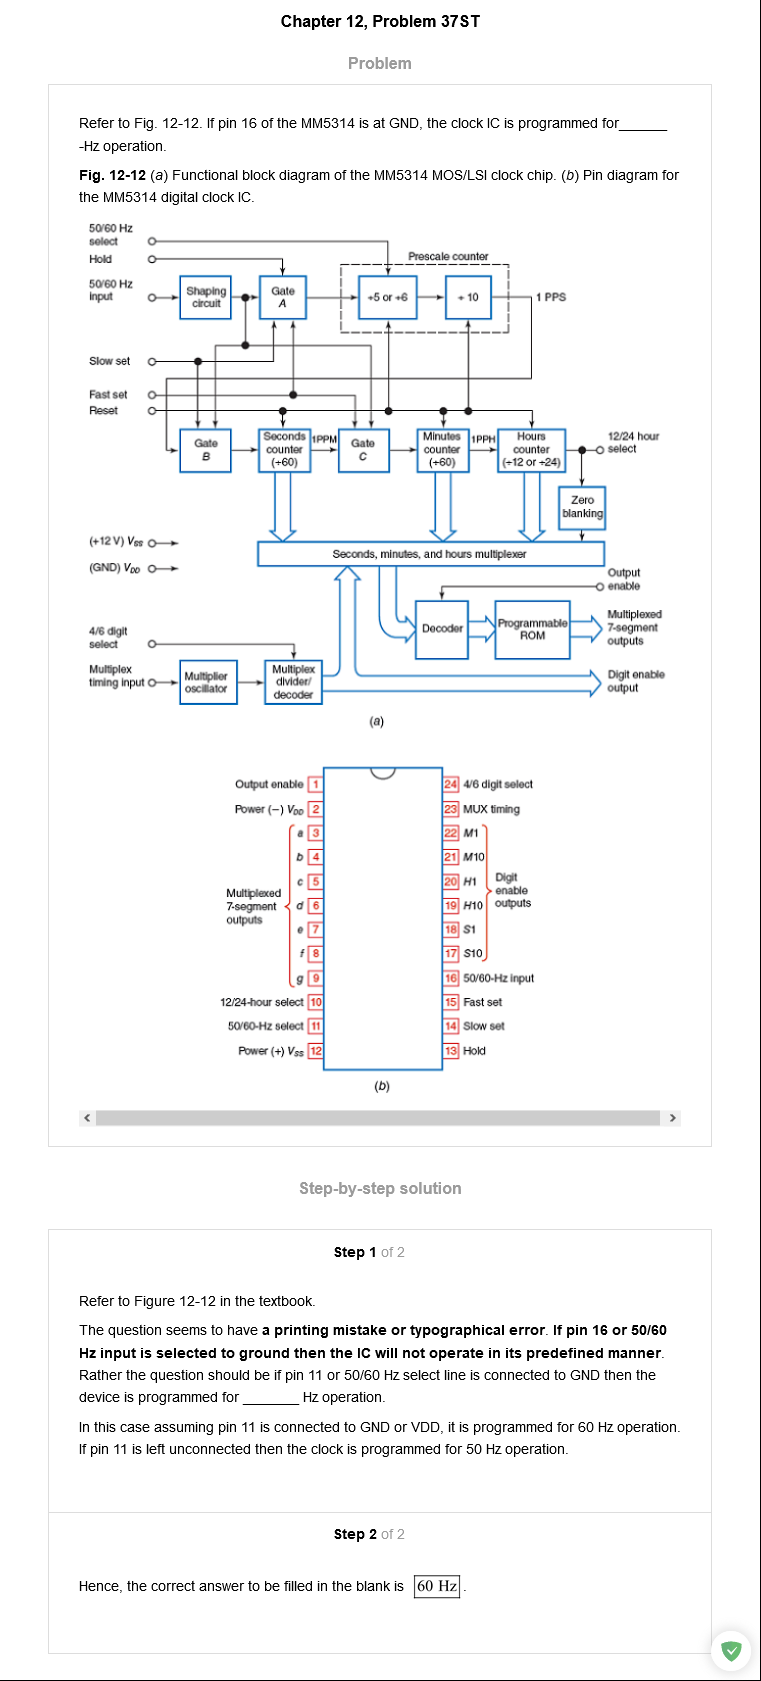 Chapter 12, Problem 37ST
Problem
Refer to Fig. 12-12. If pin 16 of the MM5314 is at GND, the clock IC is programmed for______
-Hz operation.
Fig. 12-12 (a) Functional block diagram of the MM5314 MOS/LSI clock chip. (b) Pin diagram for
the MM5314 digital clock IC.
50/60 Hz
select
Hold
50/60 Hz
input
Shaping
circuit
Gate
A
Prescale counter
÷5 or ÷6
÷ 10
1 PPS
Slow set
Fast set
Reset
Gate
B
Seconds
counter
(÷60)
1PPM
Gate
C
Minutes
counter
(÷60)
1PPH
Hours
counter
(÷12 or ÷24)
12/24 hour
select
Zero
blanking
(+12 V) VSS
(GND) VDD
Seconds, minutes, and hours multiplexer
Output
enable
Decoder
Programmable
ROM
Multiplexed
7-segment
outputs
4/6 digit
select
Multiplex
timing input
Multiplier
oscillator
Multiplex
divider/
decoder
Digit enable
output
(a)
Output enable 1
Power (−) VDD 2
a 3
b 4
c 5
d 6
e 7
f 8
g 9
Multiplexed
7-segment
outputs
12/24-hour select 10
50/60-Hz select 11
Power (+) VSS 12
24 4/6 digit select
23 MUX timing
22 M1
21 M10
20 H1
19 H10
18 S1
17 S10
Digit
enable
outputs
16 50/60-Hz input
15 Fast set
14 Slow set
13 Hold
(b)
Step-by-step solution
Step 1 of 2
Refer to Figure 12-12 in the textbook.
The question seems to have a printing mistake or typographical error. If pin 16 or 50/60
Hz input is selected to ground then the IC will not operate in its predefined manner.
Rather the question should be if pin 11 or 50/60 Hz select line is connected to GND then the
device is programmed for _______ Hz operation.
In this case assuming pin 11 is connected to GND or VDD, it is programmed for 60 Hz operation.
If pin 11 is left unconnected then the clock is programmed for 50 Hz operation.
Step 2 of 2
Hence, the correct answer to be filled in the blank is 60 Hz.